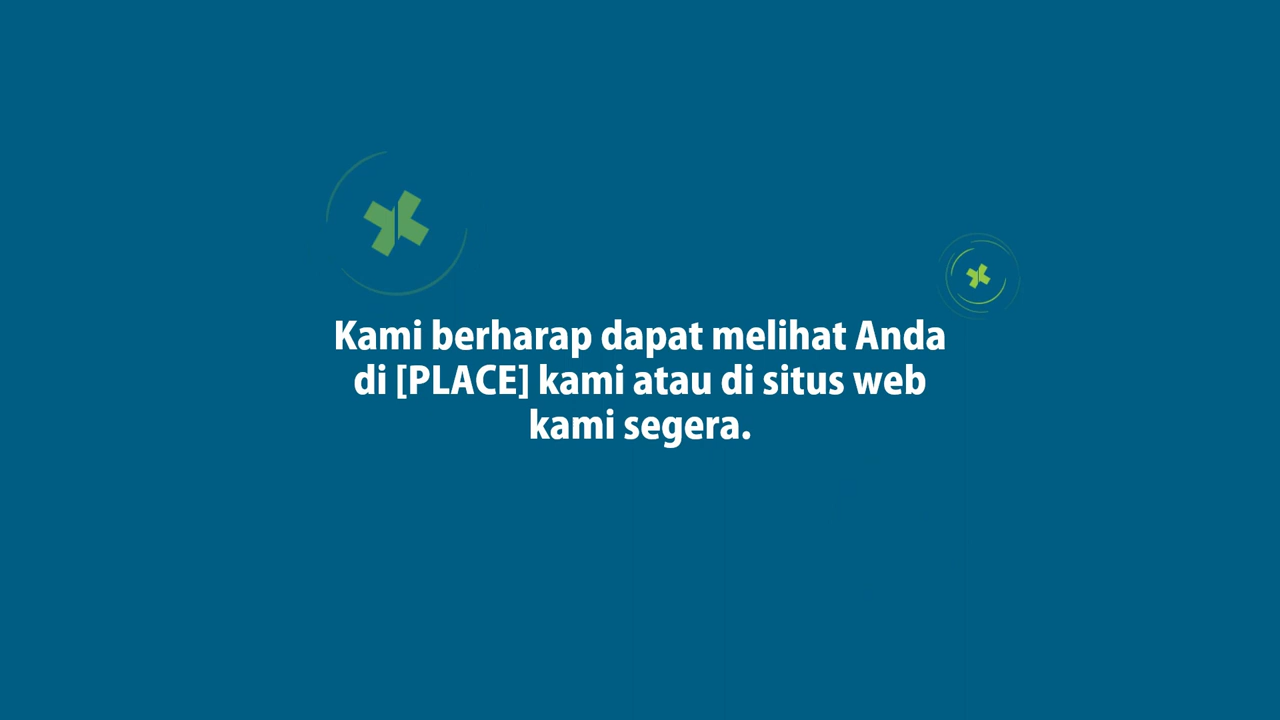 Kami berharap dapat melihat Anda
di [PLACE] kami atau di situs web
kami segera.